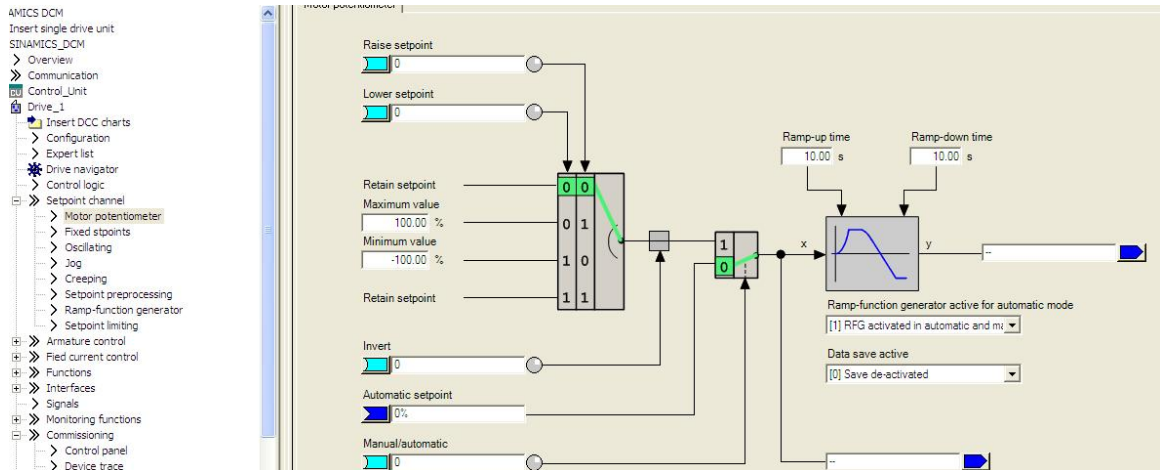 AMICS DCM
Insert single drive unit
SINAMICS_DCM
Overview
Communication
CU Control_Unit
Drive_1
Insert DCC charts
Configuration
Expert list
Drive navigator
Control logic
Setpoint channel
Motor potentiometer
Fixed stpoints
Oscillating
Jog
Creeping
Setpoint preprocessing
Ramp-function generator
Setpoint limiting
Armature control
Fied current control
Functions
Interfaces
Signals
Monitoring functions
Commissioning
Control panel
Device trace
Motor potentiometer
Raise setpoint
0
Lower setpoint
0
Retain setpoint
0 0
Maximum value
100.00 %
0 1
Minimum value
-100.00 %
1 0
Retain setpoint
1 1
Invert
0
Automatic setpoint
0%
Manual/automatic
0
1
0
Ramp-up time
10.00 s
Ramp-down time
10.00 s
x
y
--
Ramp-function generator active for automatic mode
[1] RFG activated in automatic and ma
Data save active
[0] Save de-activated
--